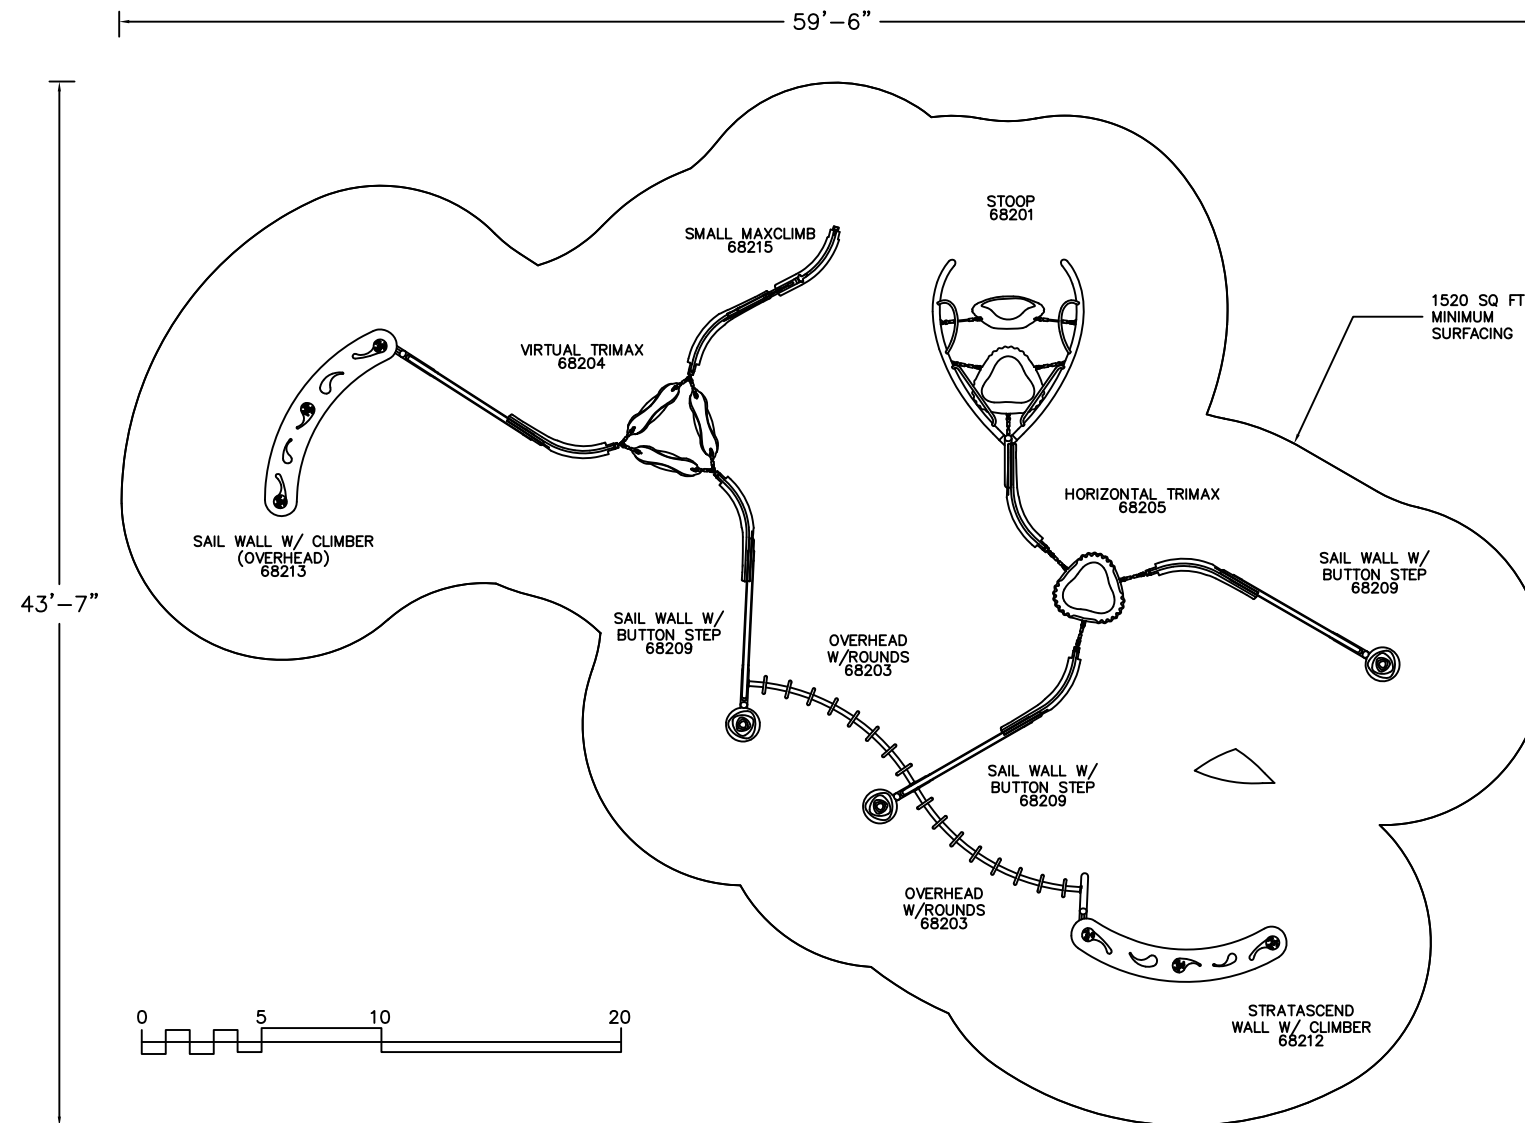 59'-6"
STOOP
68201
SMALL MAXCLIMB
68215
1520 SQ FT
MINIMUM
SURFACING
VIRTUAL TRIMAX
68204
HORIZONTAL TRIMAX
68205
SAIL WALL W/ CLIMBER
(OVERHEAD)
68213
SAIL WALL W/
BUTTON STEP
68209
43'-7"
SAIL WALL W/
BUTTON STEP
68209
OVERHEAD
W/ROUNDS
68203
SAIL WALL W/
BUTTON STEP
68209
OVERHEAD
W/ROUNDS
68203
STRATASCEND
WALL W/ CLIMBER
68212
0 5 10 20